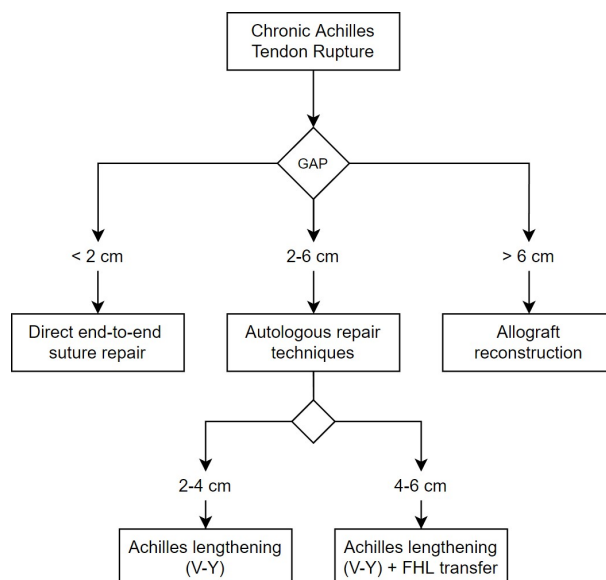 Chronic Achilles
Tendon Rupture
GAP
< 2 cm
2-6 cm
> 6 cm
Direct end-to-end
suture repair
Autologous repair
techniques
Allograft
reconstruction
2-4 cm
4-6 cm
Achilles lengthening
(V-Y)
Achilles lengthening
(V-Y) + FHL transfer